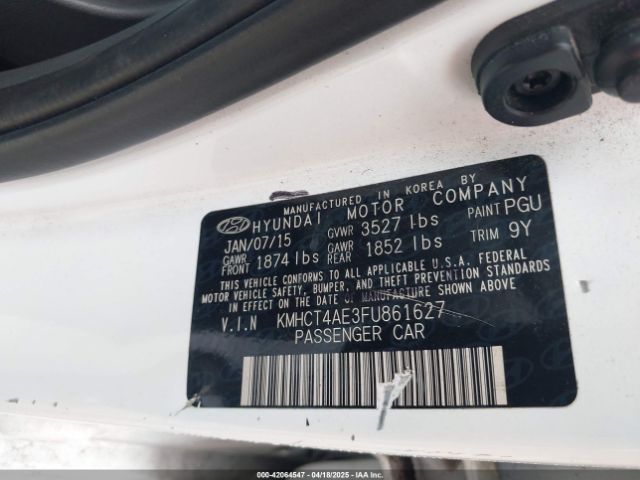 MANUFACTURED IN KOREA BY
HYUNDAI MOTOR COMPANY
JAN/07/15 GVWR 3527 lbs PAINT PGU
GAWR FRONT 1874 lbs GAWR REAR 1852 lbs TRIM 9Y
THIS VEHICLE CONFORMS TO ALL APPLICABLE U.S.A. FEDERAL
MOTOR VEHICLE SAFETY, BUMPER, AND THEFT PREVENTION STANDARDS
IN EFFECT ON THE DATE OF MANUFACTURE SHOWN ABOVE
V.I.N KMHCT4AE3FU861627
PASSENGER CAR
000-42064547 - 04/18/2025 - IAA Inc.